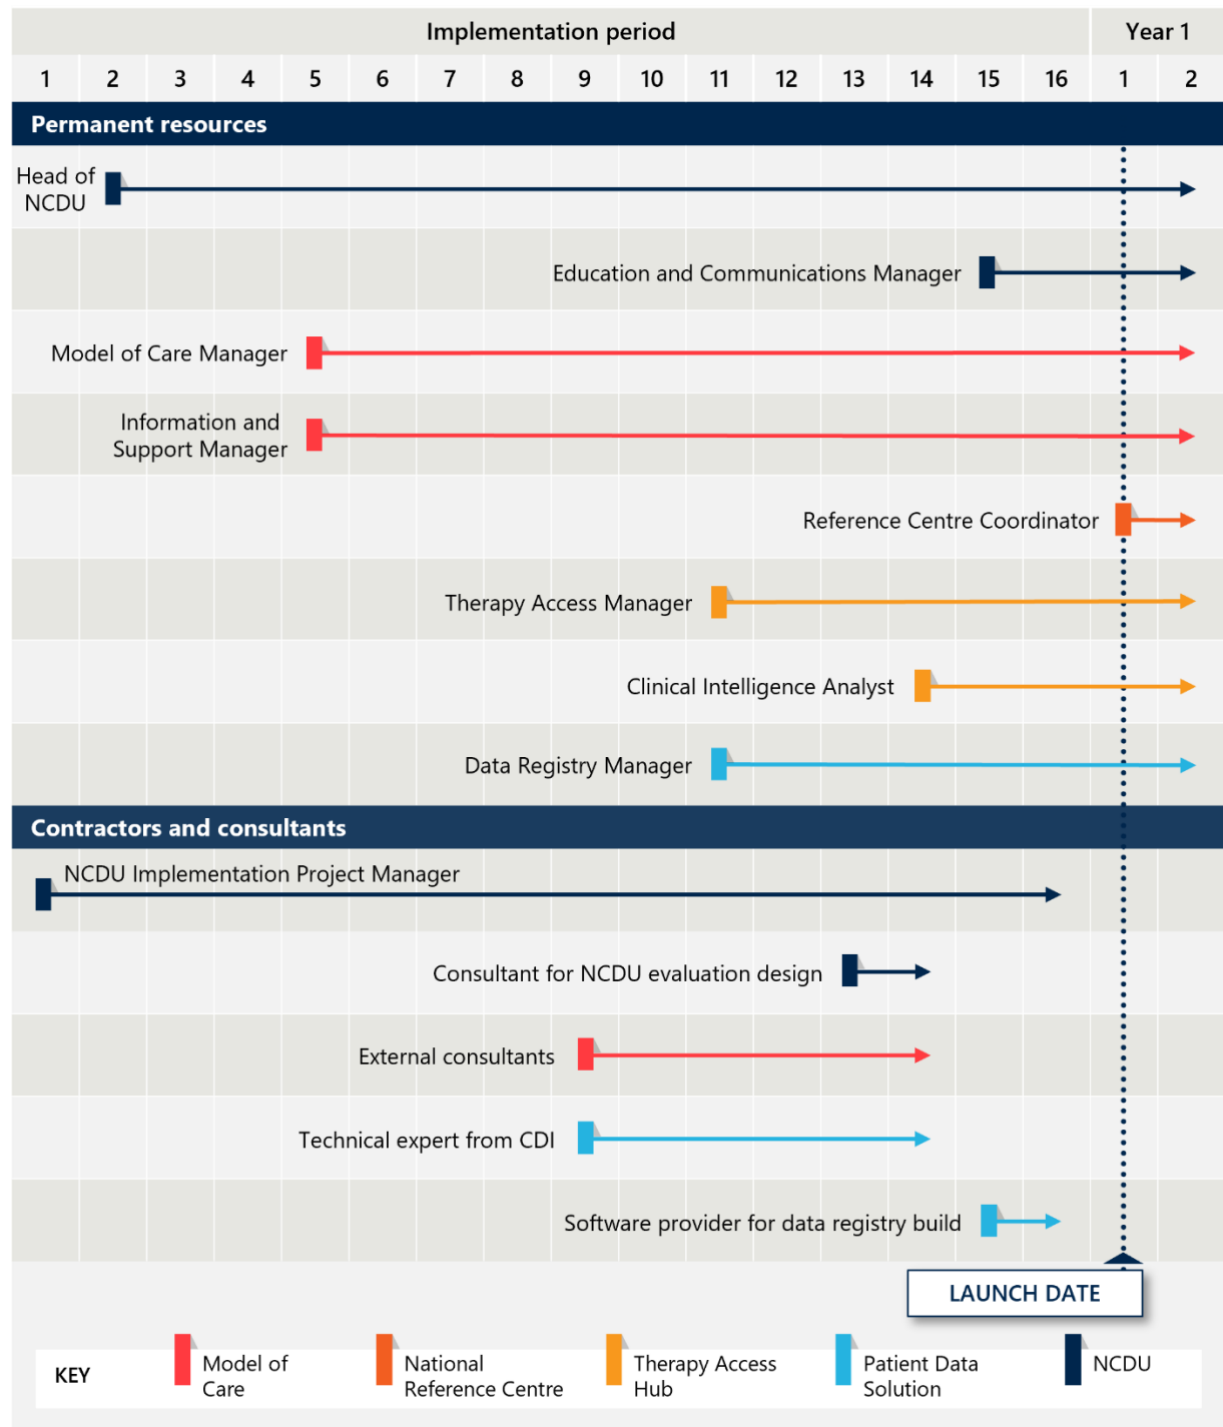 Implementation period Year 1
1 2 3 4 5 6 7 8 9 10 11 12 13 14 15 16 1 2
Permanent resources
Head of
NCDU
Education and Communications Manager
Model of Care Manager
Information and
Support Manager
Reference Centre Coordinator
Therapy Access Manager
Clinical Intelligence Analyst
Data Registry Manager
Contractors and consultants
NCDU Implementation Project Manager
Consultant for NCDU evaluation design
External consultants
Technical expert from CDI
Software provider for data registry build
LAUNCH DATE
KEY
Model of
Care
National
Reference Centre
Therapy Access
Hub
Patient Data
Solution
NCDU